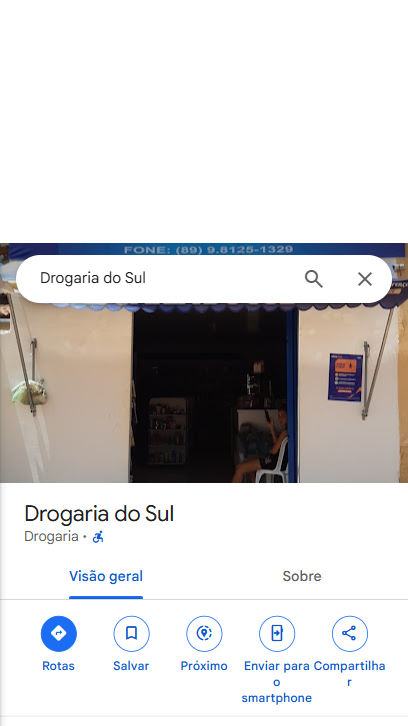 FONE: (89) 9.8125-1329
Drogaria do Sul
Drogaria do Sul
Drogaria
Visão geral
Sobre
Rotas
Salvar
Próximo
Enviar para
o
smartphone
Compartilha
r